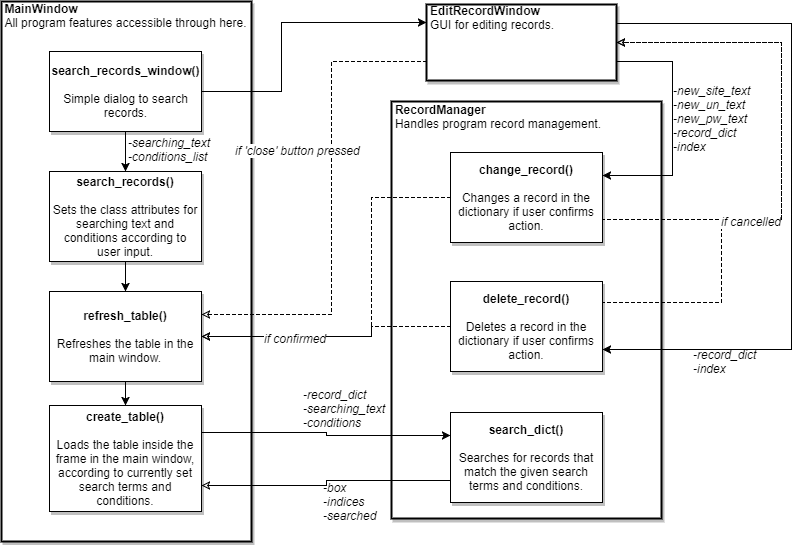 MainWindow
All program features accessible through here.
search_records_window()
Simple dialog to search
records.
-searching_text
-conditions_list
search_records()
Sets the class attributes for
searching text and
conditions according to
user input.
refresh_table()
Refreshes the table in the
main window.
create_table()
Loads the table inside the
frame in the main window,
according to currently set
search terms and
conditions.
EditRecordWindow
GUI for editing records.
-new_site_text
-new_un_text
-new_pw_text
-record_dict
-index
if 'close' button pressed
RecordManager
Handles program record management.
change_record()
Changes a record in the
dictionary if user confirms
action.
if cancelled
delete_record()
Deletes a record in the
dictionary if user confirms
action.
if confirmed
-record_dict
-index
-record_dict
-searching_text
-conditions
search_dict()
Searches for records that
match the given search
terms and conditions.
-box
-indices
-searched